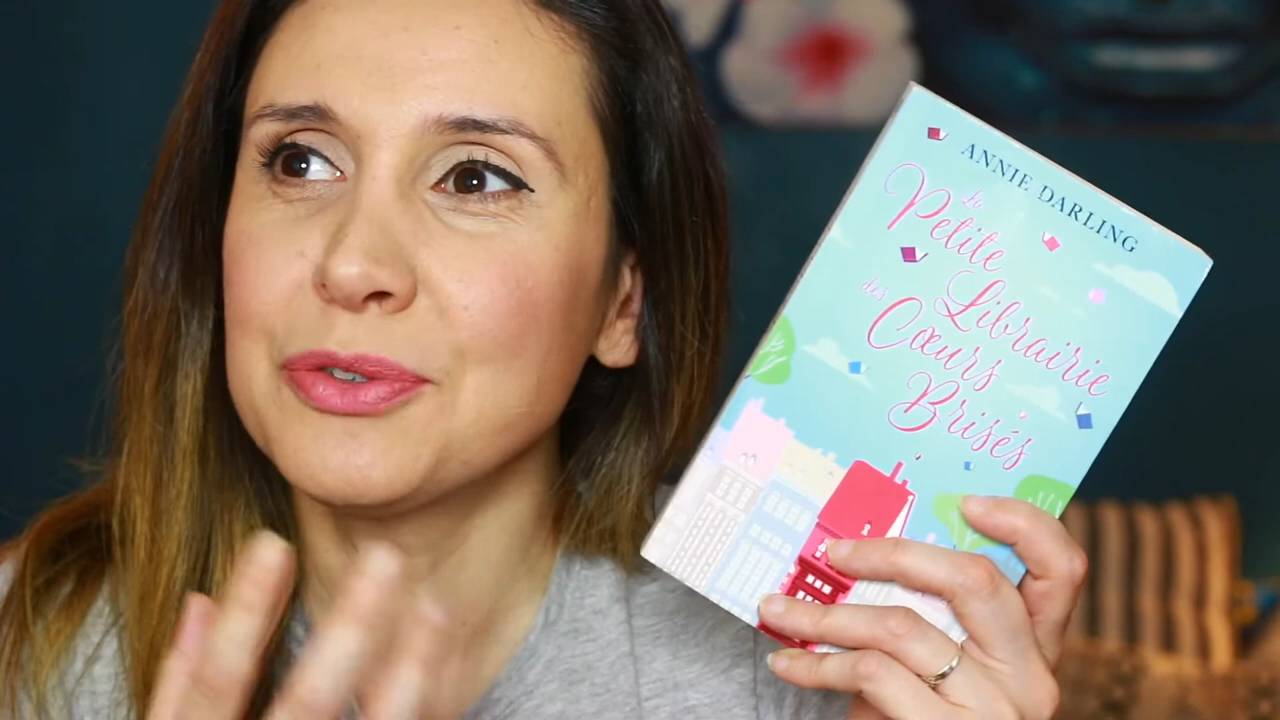 ANNIE DARLING
La
Petite
Librairie
des
Cœurs
Brisés